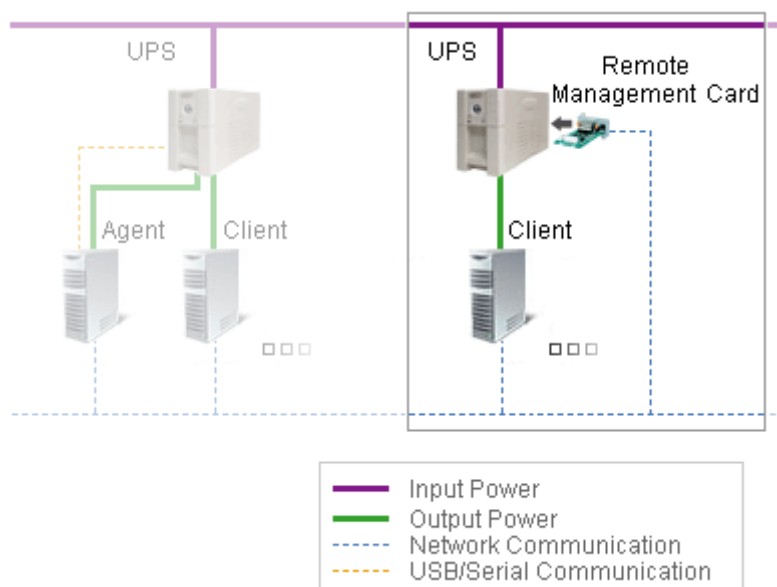 UPS
UPS
Remote
Management Card
Agent
Client
Client
Input Power
Output Power
Network Communication
USB/Serial Communication